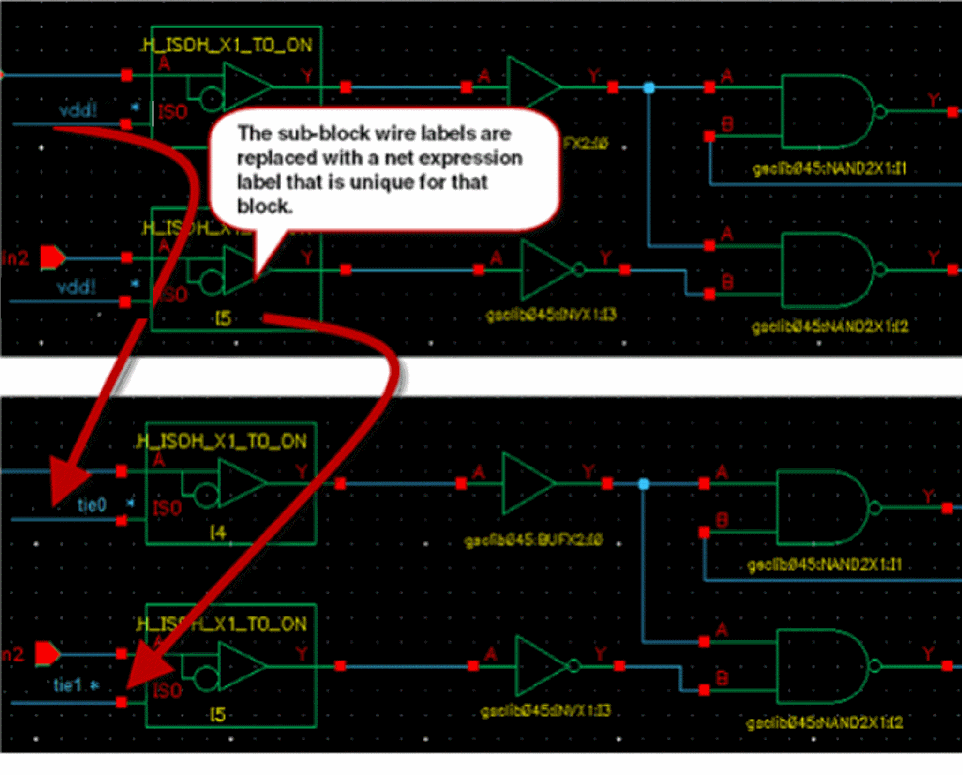 H_ISOH_X1_TO_ON
A
Y
A
Y
A
vdd!
*
ISO
B
Y
The sub-block wire labels are
replaced with a net expression
label that is unique for that
block.
FX2:I0
gsclib045:NAND2X1:I1
A
Y
A
Y
A
in2
vdd!
*
ISO
B
Y
I5
gsclib045:INVX1:I3
gsclib045:NAND2X1:I2
H_ISOH_X1_TO_ON
A
Y
A
Y
A
tie0
*
ISO
B
Y
I4
gsclib045:BUFX2:I0
gsclib045:NAND2X1:I1
H_ISOH_X1_TO_ON
A
n2
A
Y
A
Y
tie1
*
ISO
B
Y
I5
gsclib045:INVX1:I3
gsclib045:NAND2X1:I2